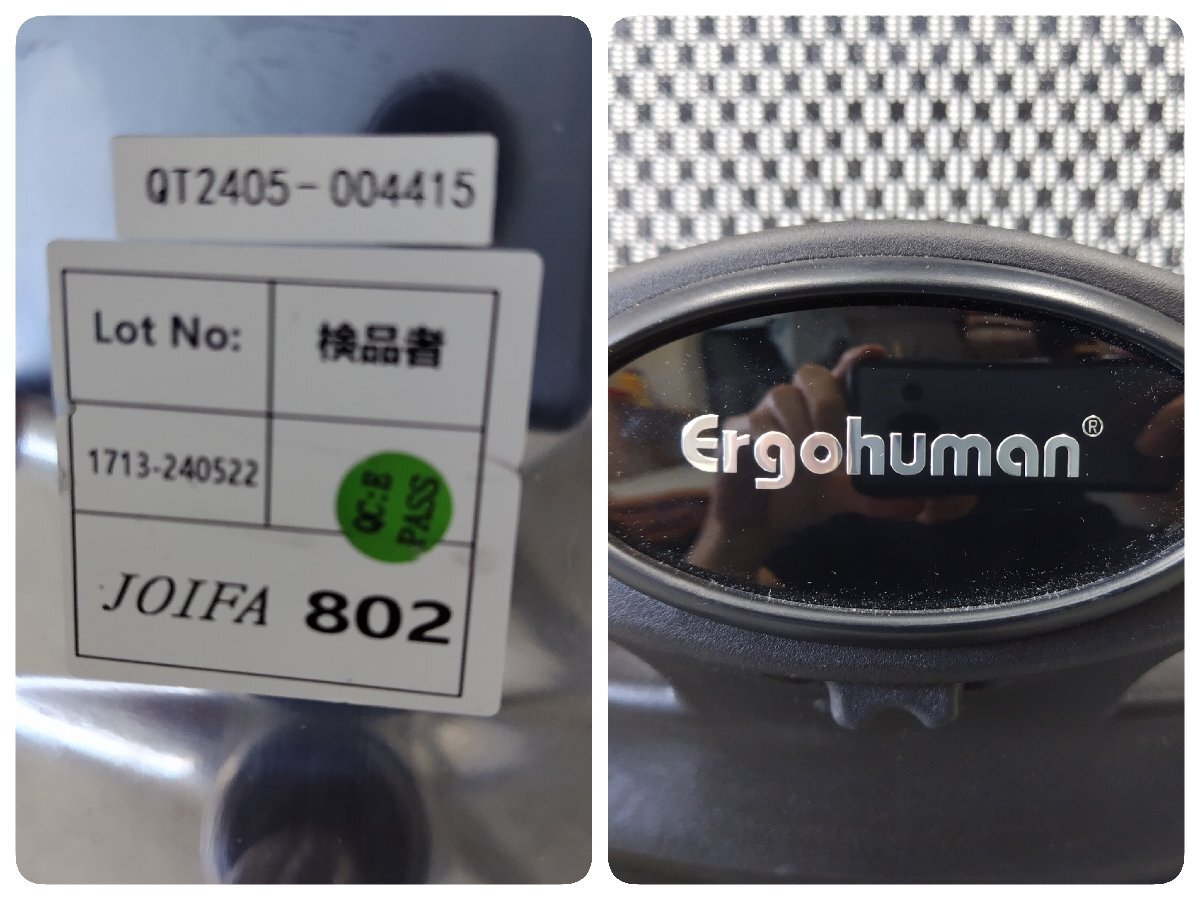 QT2405-004415
Lot No:
検品者
1713-240522
QC:E
PASS
JOIFA 802
Ergohuman®